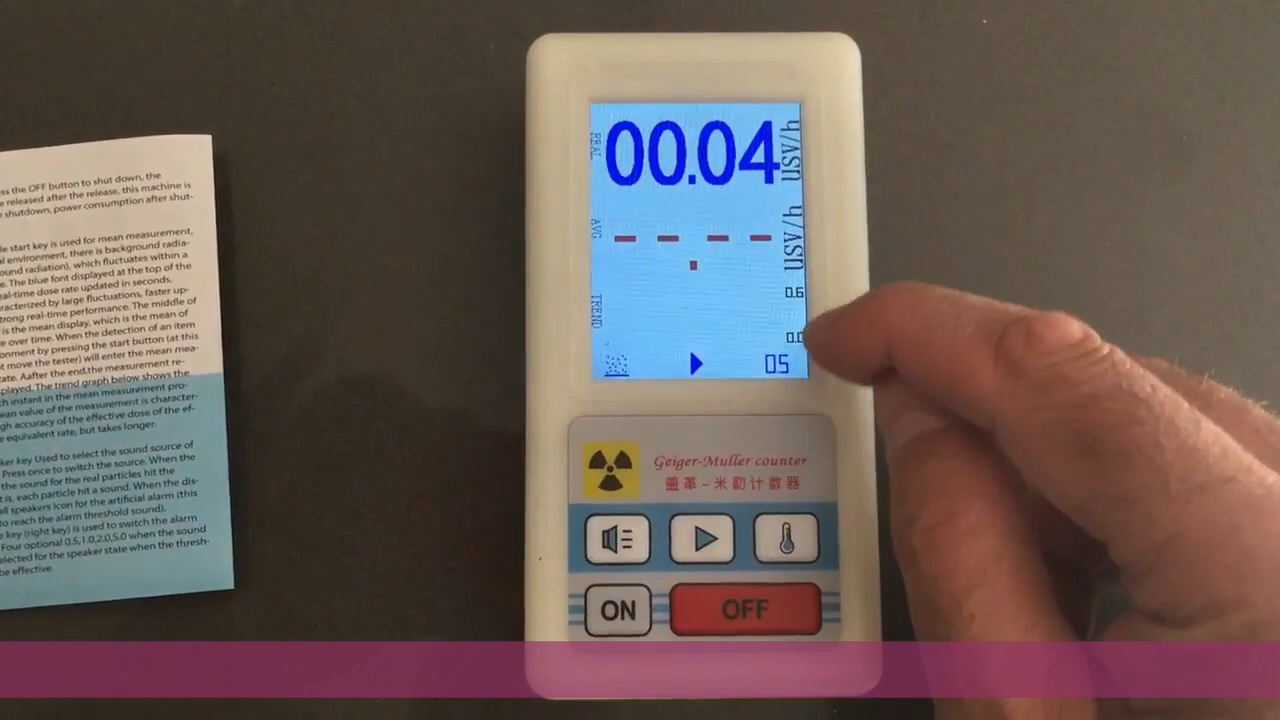 ss the OFF button to shut down, the
e released after the release, this machine is
shutdown, power consumption after shut-
le start key is used for mean measurement,
al environment, there is background radia-
ound radiation), which fluctuates within a
e. The blue font displayed at the top of the
eal-time dose rate updated in seconds,
aracterized by large fluctuations, faster up-
trong real-time performance. The middle of
is the mean display, which is the mean of
e over time. When the detection of an item
onment by pressing the start button (at this
t move the tester) will enter the mean mea-
tate. Aafter the end,the measurement re-
played. The trend graph below shows the
ch instant in the mean measurement pro-
ean value of the measurement is character-
gh accuracy of the effective dose of the ef-
e equivalent rate, but takes longer.
ker key Used to select the sound source of
Press once to switch the source. When the
the sound for the real particles hit the
t is, each particle hit a sound. When the dis-
all speakers icon for the artificial alarm (this
to reach the alarm threshold sound).
e key (right key) is used to switch the alarm
Four optional 0.5,1.0,2.0,5.0 when the sound
elected for the speaker state when the thresh-
be effective.
REAL 00.04 usv/h
AVG - - . - - usv/h
TREND
0.6
0.0
05
Geiger-Muller counter
盖革-米勒计数器
ON OFF